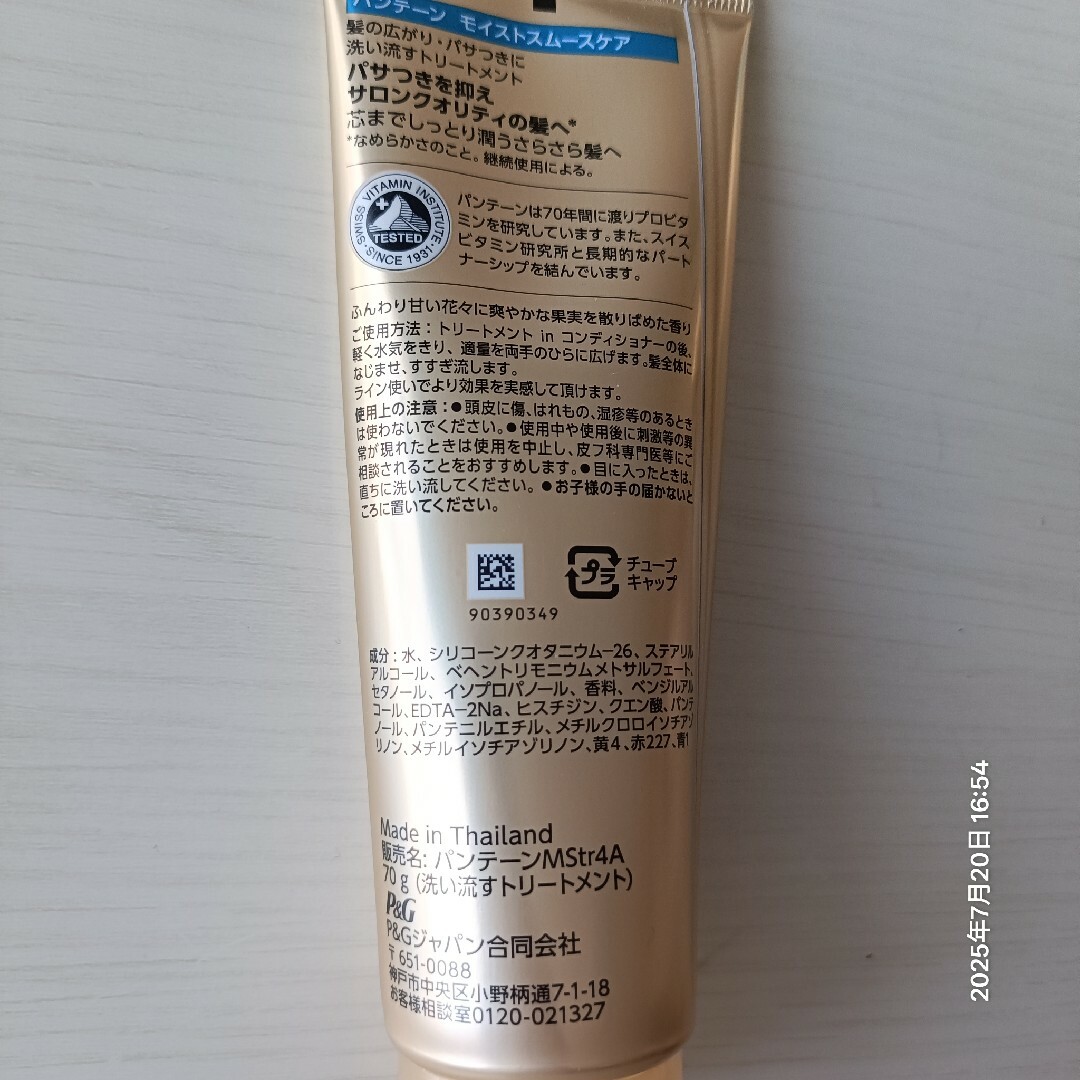 パンテーン モイストスムースケア
髪の広がり・パサつきに
洗い流すトリートメント
パサつきを抑え
サロンクオリティの髪へ*
芯までしっとり潤うさらさら髪へ
*なめらかさのこと。継続使用による。
SWISS VITAMIN INSTITUTE
TESTED
SINCE 1931
パンテーンは70年間に渡りプロビタ
ミンを研究しています。また、スイス
ビタミン研究所と長期的なパート
ナーシップを結んでいます。
ふんわり甘い花々に爽やかな果実を散りばめた香り
ご使用方法：トリートメント in コンディショナーの後、
軽く水気をきり、適量を両手のひらに広げます。髪全体に
なじませ、すすぎ流します。
ライン使いでより効果を実感して頂けます。
使用上の注意：●頭皮に傷、はれもの、湿疹等のあるとき
は使わないでください。●使用中や使用後に刺激等の異
常が現れたときは使用を中止し、皮フ科専門医等にご
相談されることをおすすめします。●目に入ったときは、
直ちに洗い流してください。●お子様の手の届かないと
ころに置いてください。
プラ
チューブ
キャップ
90390349
成分：水、シリコーンクオタニウム-26、ステアリル
アルコール、ベヘントリモニウムメトサルフェート、
セタノール、イソプロパノール、香料、ベンジルアル
コール、EDTA-2Na、ヒスチジン、クエン酸、パンテ
ノール、パンテニルエチル、メチルクロロイソチアゾ
リノン、メチルイソチアゾリノン、黄4、赤227、青1
Made in Thailand
販売名: パンテーンMStr4A
70 g (洗い流すトリートメント)
P&G
P&Gジャパン合同会社
〒651-0088
神戸市中央区小野柄通7-1-18
お客様相談室0120-021327
2025年7月20日 16:54